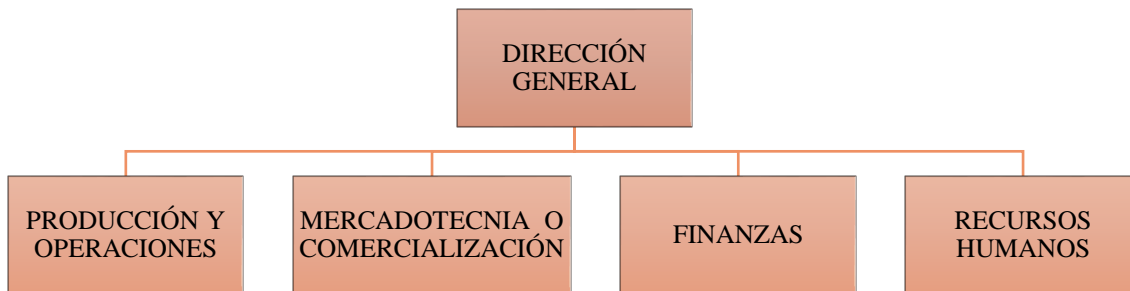 DIRECCIÓN
GENERAL
PRODUCCIÓN Y
OPERACIONES
MERCADOTECNIA O
COMERCIALIZACIÓN
FINANZAS
RECURSOS
HUMANOS